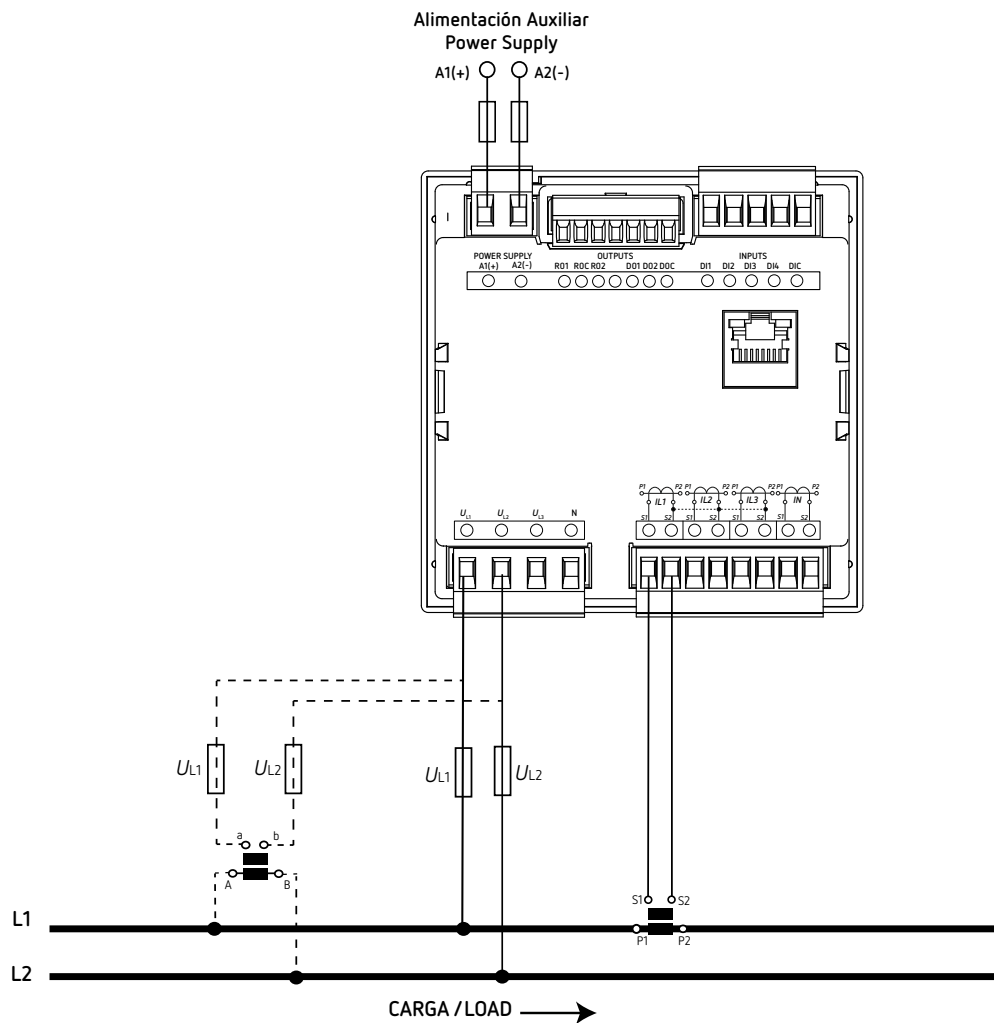 Alimentación Auxiliar
Power Supply
A1(+) A2(-)
POWER SUPPLY OUTPUTS INPUTS
A1(+) A2(-) RO1 ROC RO2 DO1 DO2 DOC DI1 DI2 DI3 DI4 DIC
P1 P2 P1 P2 P1 P2 P1 P2
IL1 IL2 IL3 IN
UL1 UL2 UL3 N S1 S2 S1 S2 S1 S2 S1 S2
UL1 UL2 UL1 UL2
a b
A B
S1 S2
L1
P1 P2
L2
CARGA / LOAD